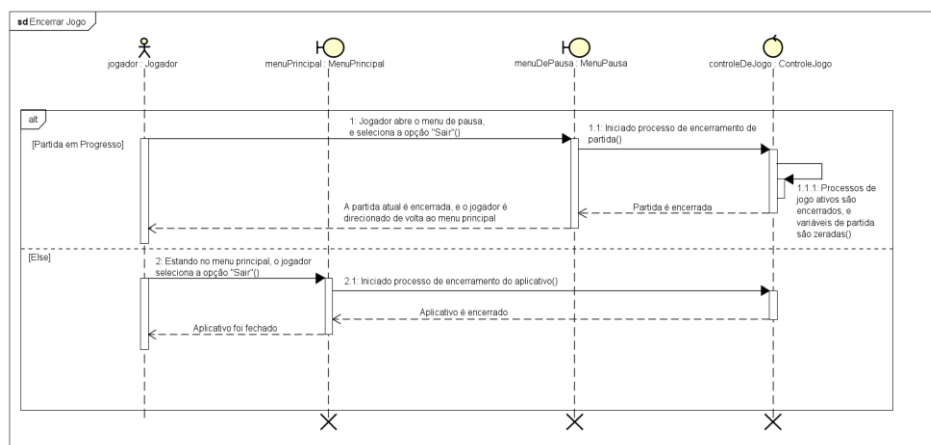 sd Encerrar Jogo
jogador : Jogador
menuPrincipal : MenuPrincipal
menuDePausa : MenuPausa
controleDeJogo : ControleJogo
alt
[Partida em Progresso]
1: Jogador abre o menu de pausa,
e seleciona a opção "Sair"()
1.1: Iniciado processo de encerramento de
partida()
1.1.1: Processos de
jogo ativos são
encerrados, e
variáveis de partida
são zeradas()
Partida é encerrada
A partida atual é encerrada, e o jogador é
direcionado de volta ao menu principal
[Else]
2: Estando no menu principal, o jogador
seleciona a opção "Sair"()
2.1: Iniciado processo de encerramento do aplicativo()
Aplicativo é encerrado
Aplicativo foi fechado